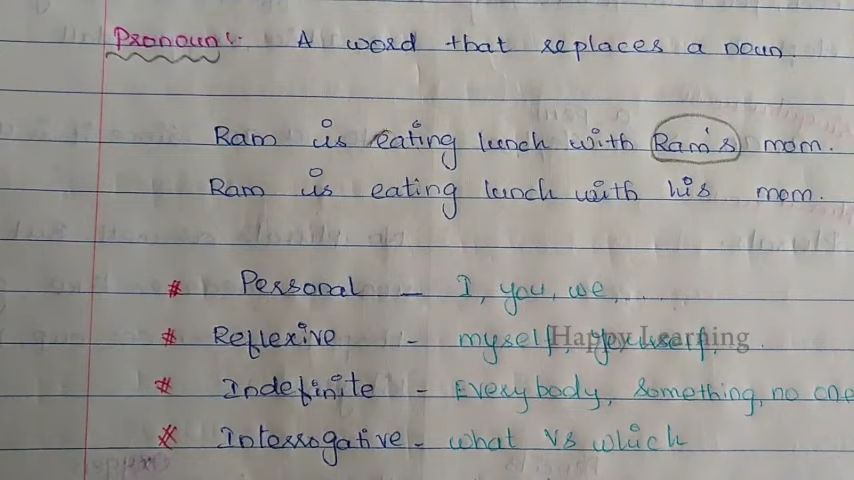 Pronoun :- A word that replaces a noun.
Ram is eating lunch with Ram's mom.
Ram is eating lunch with his mom.
* Personal - I, you, we, .....
* Reflexive - myself, yourself,
Happy Learning
* Indefinite - Everybody, Something, no one
* Interrogative - what vs which